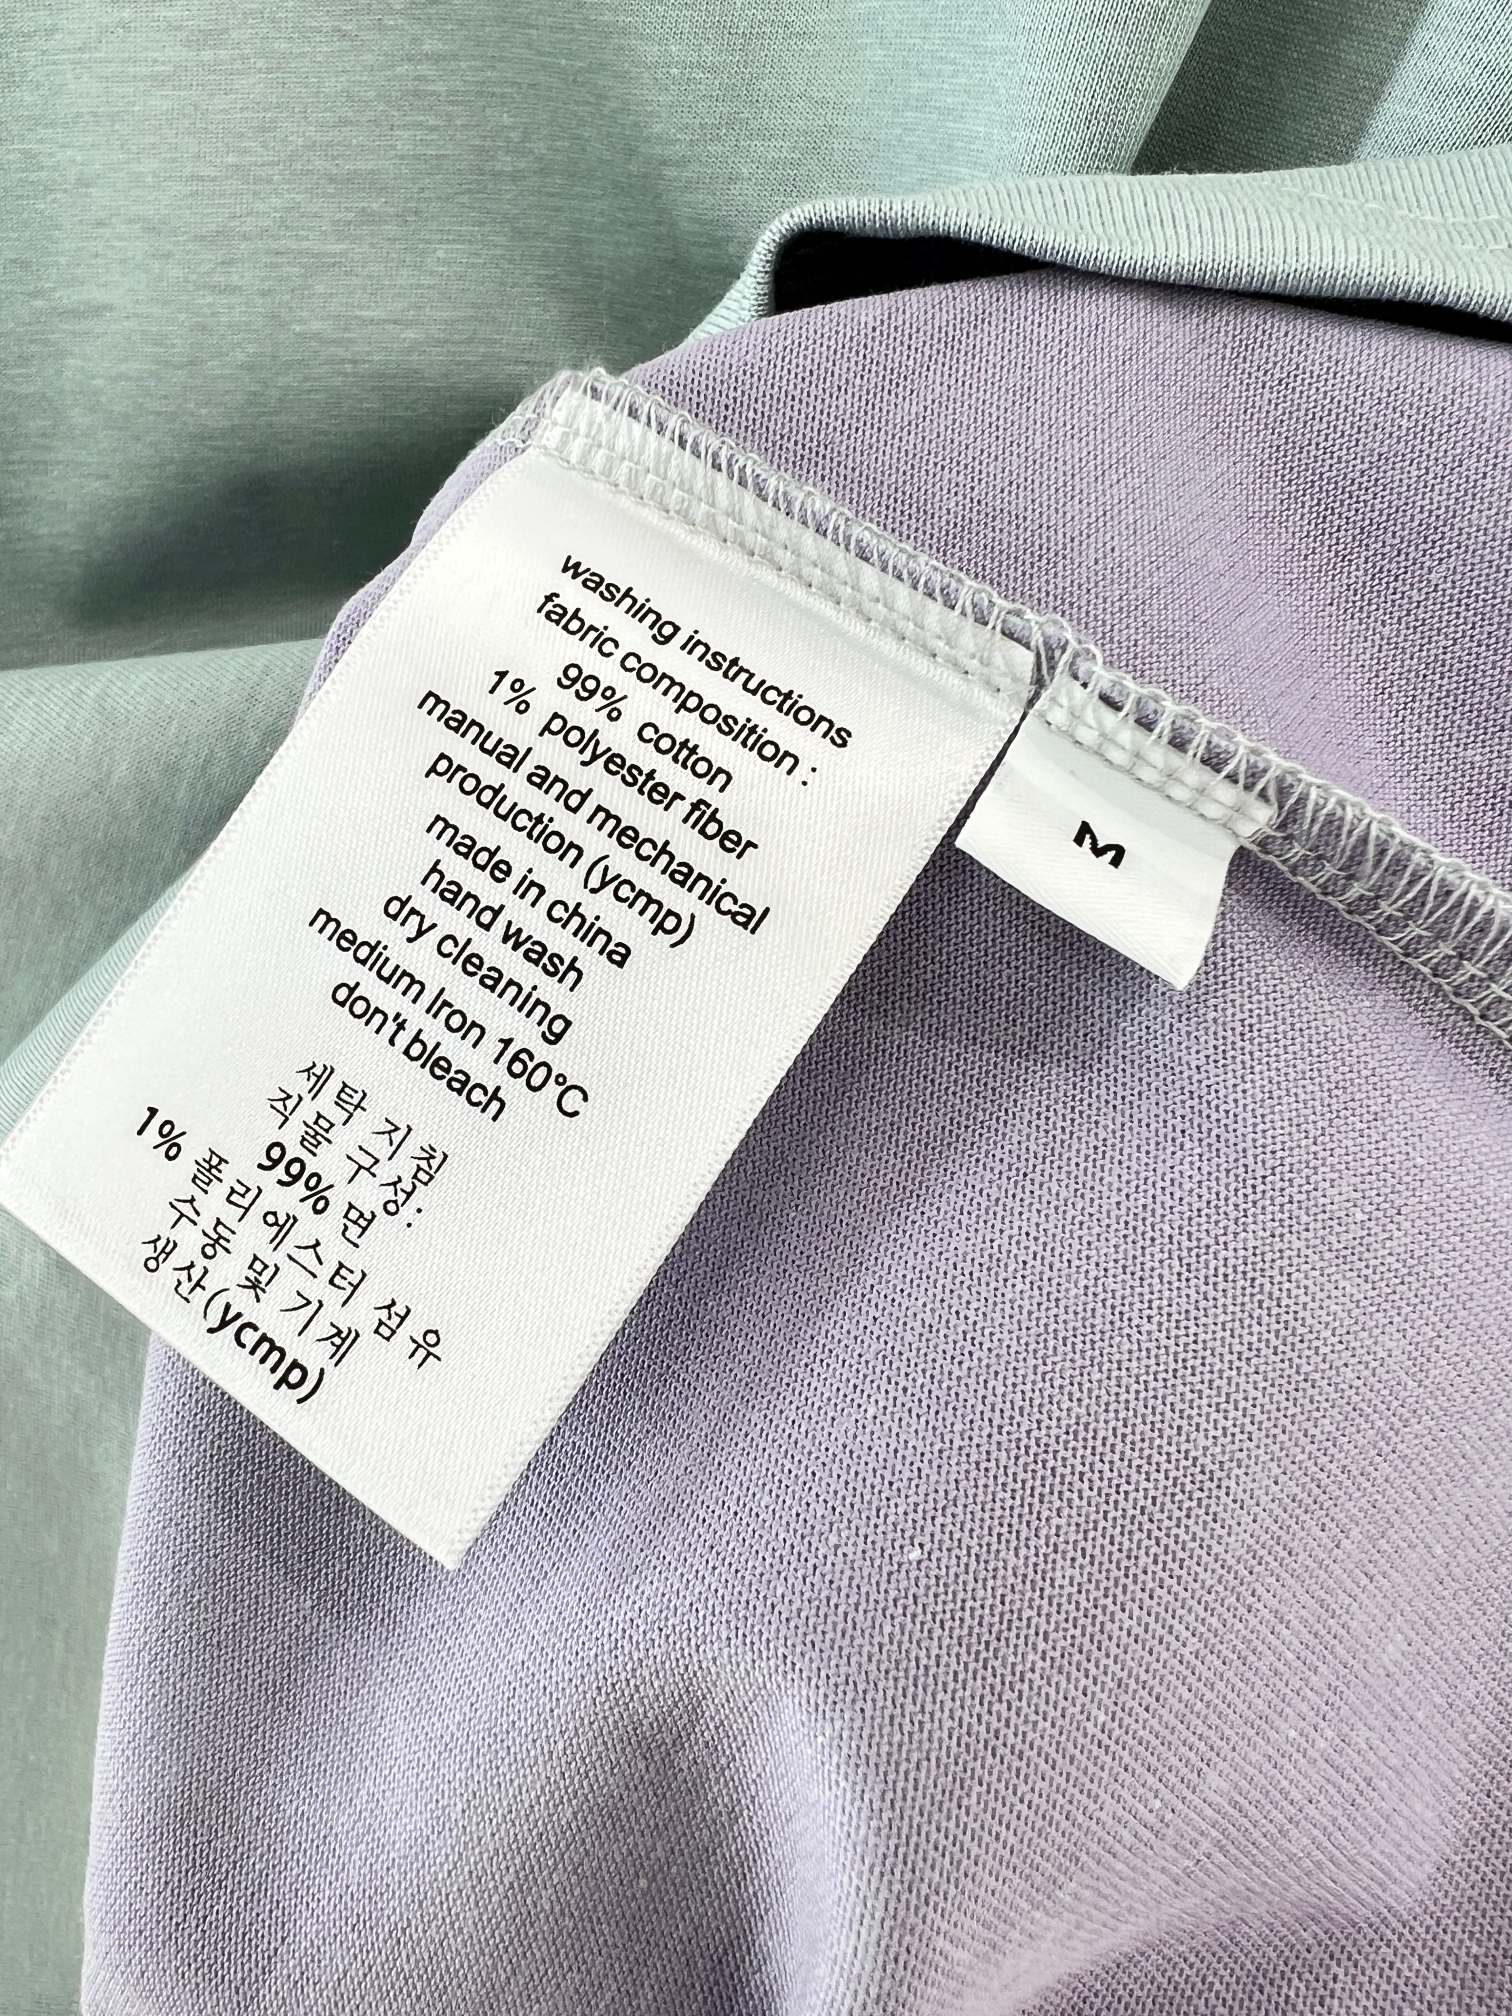 washing instructions
fabric composition :
99% cotton
1% polyester fiber
manual and mechanical
production (ycmp)
made in china
hand wash
dry cleaning
medium Iron 160°C
don't bleach
세탁 지침
직물 구성:
99% 면
1% 폴리에스터 섬유
수동 및 기계
생산(ycmp)
M